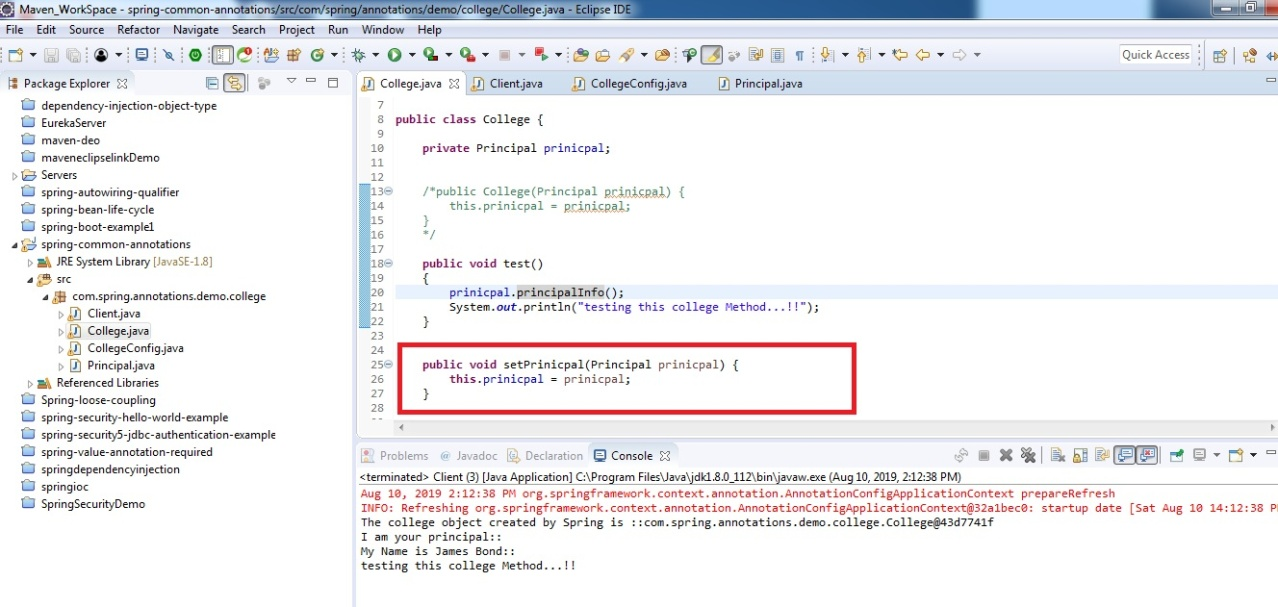 Maven_WorkSpace - spring-common-annotations/src/com/spring/annotations/demo/college/College.java - Eclipse IDE
File Edit Source Refactor Navigate Search Project Run Window Help
Quick Access
Package Explorer
dependency-injection-object-type
EurekaServer
maven-deo
maveneclipselinkDemo
Servers
spring-autowiring-qualifier
spring-bean-life-cycle
spring-boot-example1
spring-common-annotations
JRE System Library [JavaSE-1.8]
src
com.spring.annotations.demo.college
Client.java
College.java
CollegeConfig.java
Principal.java
Referenced Libraries
Spring-loose-coupling
spring-security-hello-world-example
spring-security5-jdbc-authentication-example
spring-value-annotation-required
springdependencyinjection
springioc
SpringSecurityDemo
College.java Client.java CollegeConfig.java Principal.java
7
8 public class College {
9
10 private Principal prinicpal;
11
12
13 /*public College(Principal prinicpal) {
14 this.prinicpal = prinicpal;
15 }
16 */
17
18 public void test()
19 {
20 prinicpal.principalInfo();
21 System.out.println("testing this college Method...!!");
22 }
23
24
25 public void setPrinicpal(Principal prinicpal) {
26 this.prinicpal = prinicpal;
27 }
28
Problems Javadoc Declaration Console
<terminated> Client (3) [Java Application] C:\Program Files\Java\jdk1.8.0_112\bin\javaw.exe (Aug 10, 2019, 2:12:38 PM)
Aug 10, 2019 2:12:38 PM org.springframework.context.annotation.AnnotationConfigApplicationContext prepareRefresh
INFO: Refreshing org.springframework.context.annotation.AnnotationConfigApplicationContext@32a1bec0: startup date [Sat Aug 10 14:12:38
The college object created by Spring is ::com.spring.annotations.demo.college.College@43d7741f
I am your principal::
My Name is James Bond::
testing this college Method...!!